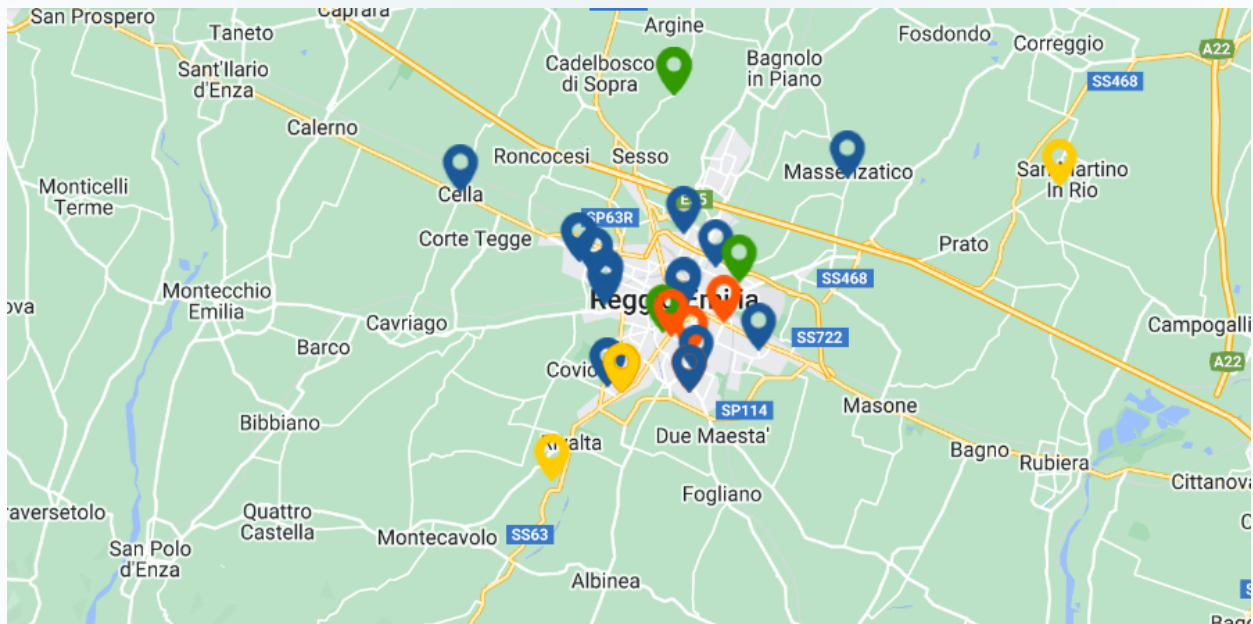 San Prospero
Caprara
Argine
Taneto
Fosdondo
Correggio
A22
Sant'Ilario
d'Enza
Cadelbosco
di Sopra
Bagnolo
in Piano
SS468
Calerno
Roncocesi
Sesso
Massenzatico
San Martino
In Rio
Monticelli
Terme
Cella
SP63R
Corte Tegge
Prato
SS468
Montecchio
Emilia
Reggio Emilia
Cavriago
SS722
Campogalli
Barco
A22
Covio
Masone
SP114
Bibbiano
Due Maesta'
Rivalta
Bagno
Rubiera
Cittanova
Fogliano
raversetolo
Quattro
Castella
Montecavolo
SS63
San Polo
d'Enza
Albinea